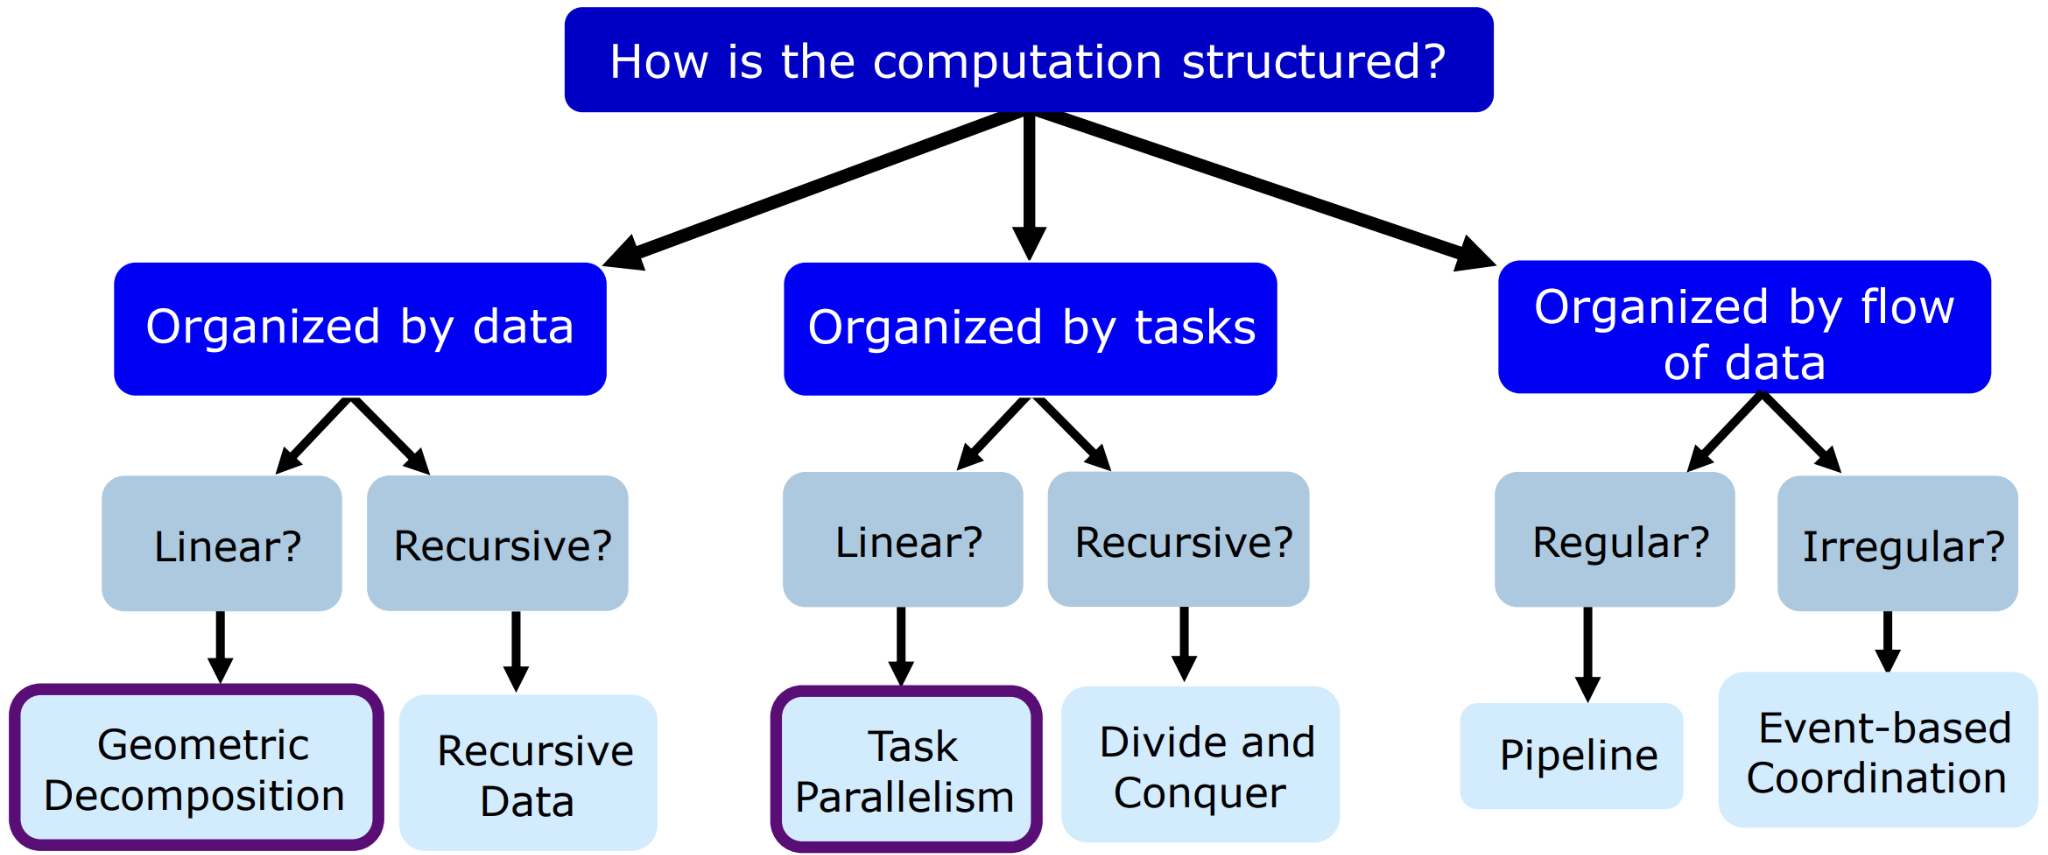 How is the computation structured?
Organized by data
Organized by tasks
Organized by flow
of data
Linear?
Recursive?
Linear?
Recursive?
Regular?
Irregular?
Geometric
Decomposition
Recursive
Data
Task
Parallelism
Divide and
Conquer
Pipeline
Event-based
Coordination